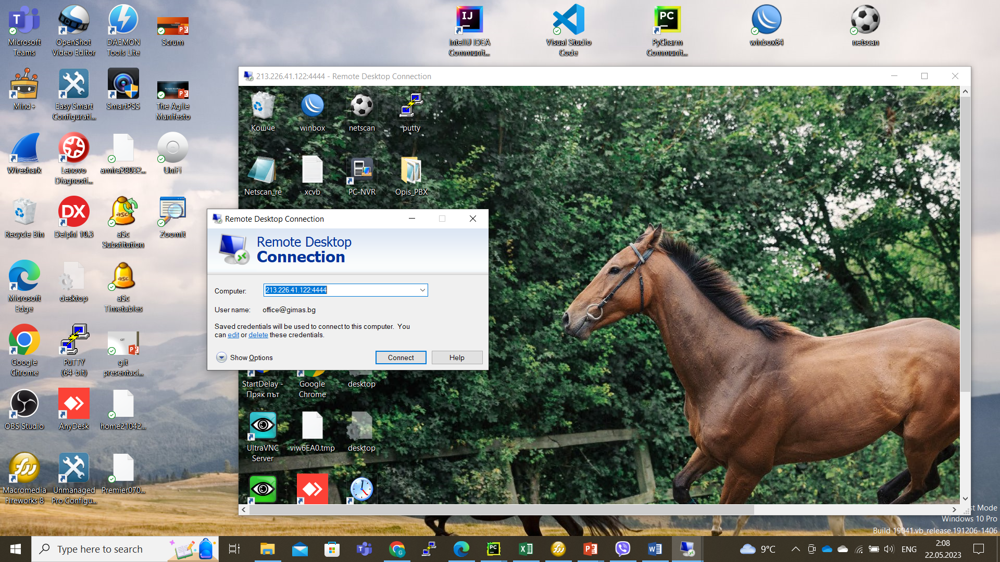 Microsoft
Teams
OpenShot
Video Editor
DAEMON
Tools Lite
Scrum
IntelliJ IDEA
Communit...
Visual Studio
Code
PyCharm
Communit...
winbox64
netscan
Mind+
Easy Smart
Configurati...
SmartPSS
The Agile
Manifesto
Wireshark
Lenovo
Diagnosti...
amira28032...
UniFi
Recycle Bin
Delphi 10.3
aSc
Substitution
ZoomIt
Microsoft
Edge
desktop
aSc
Timetables
Google
Chrome
PuTTY
(64-bit)
git
presentaci...
OBS Studio
AnyDesk
home21042...
Macromedia
Fireworks 8
Unmanaged
Pro Configu...
Premier070...
213.226.41.122:4444 - Remote Desktop Connection
Кошче
winbox
netscan
putty
Netscan_re
xcvb
PC-NVR
Opis_PBX
Remote Desktop Connection
Remote Desktop
Connection
Computer:
213.226.41.122:4444
User name:
office@gimas.bg
Saved credentials will be used to connect to this computer. You
can edit or delete these credentials.
Show Options
Connect
Help
StartDelay -
Пряк път
Google
Chrome
desktop
UltraVNC
Server
viw6EA0.tmp
desktop
st Mode
Windows 10 Pro
Build 19041.vb_release.191206-1406
Type here to search
9°C
ENG
2:08
22.05.2023